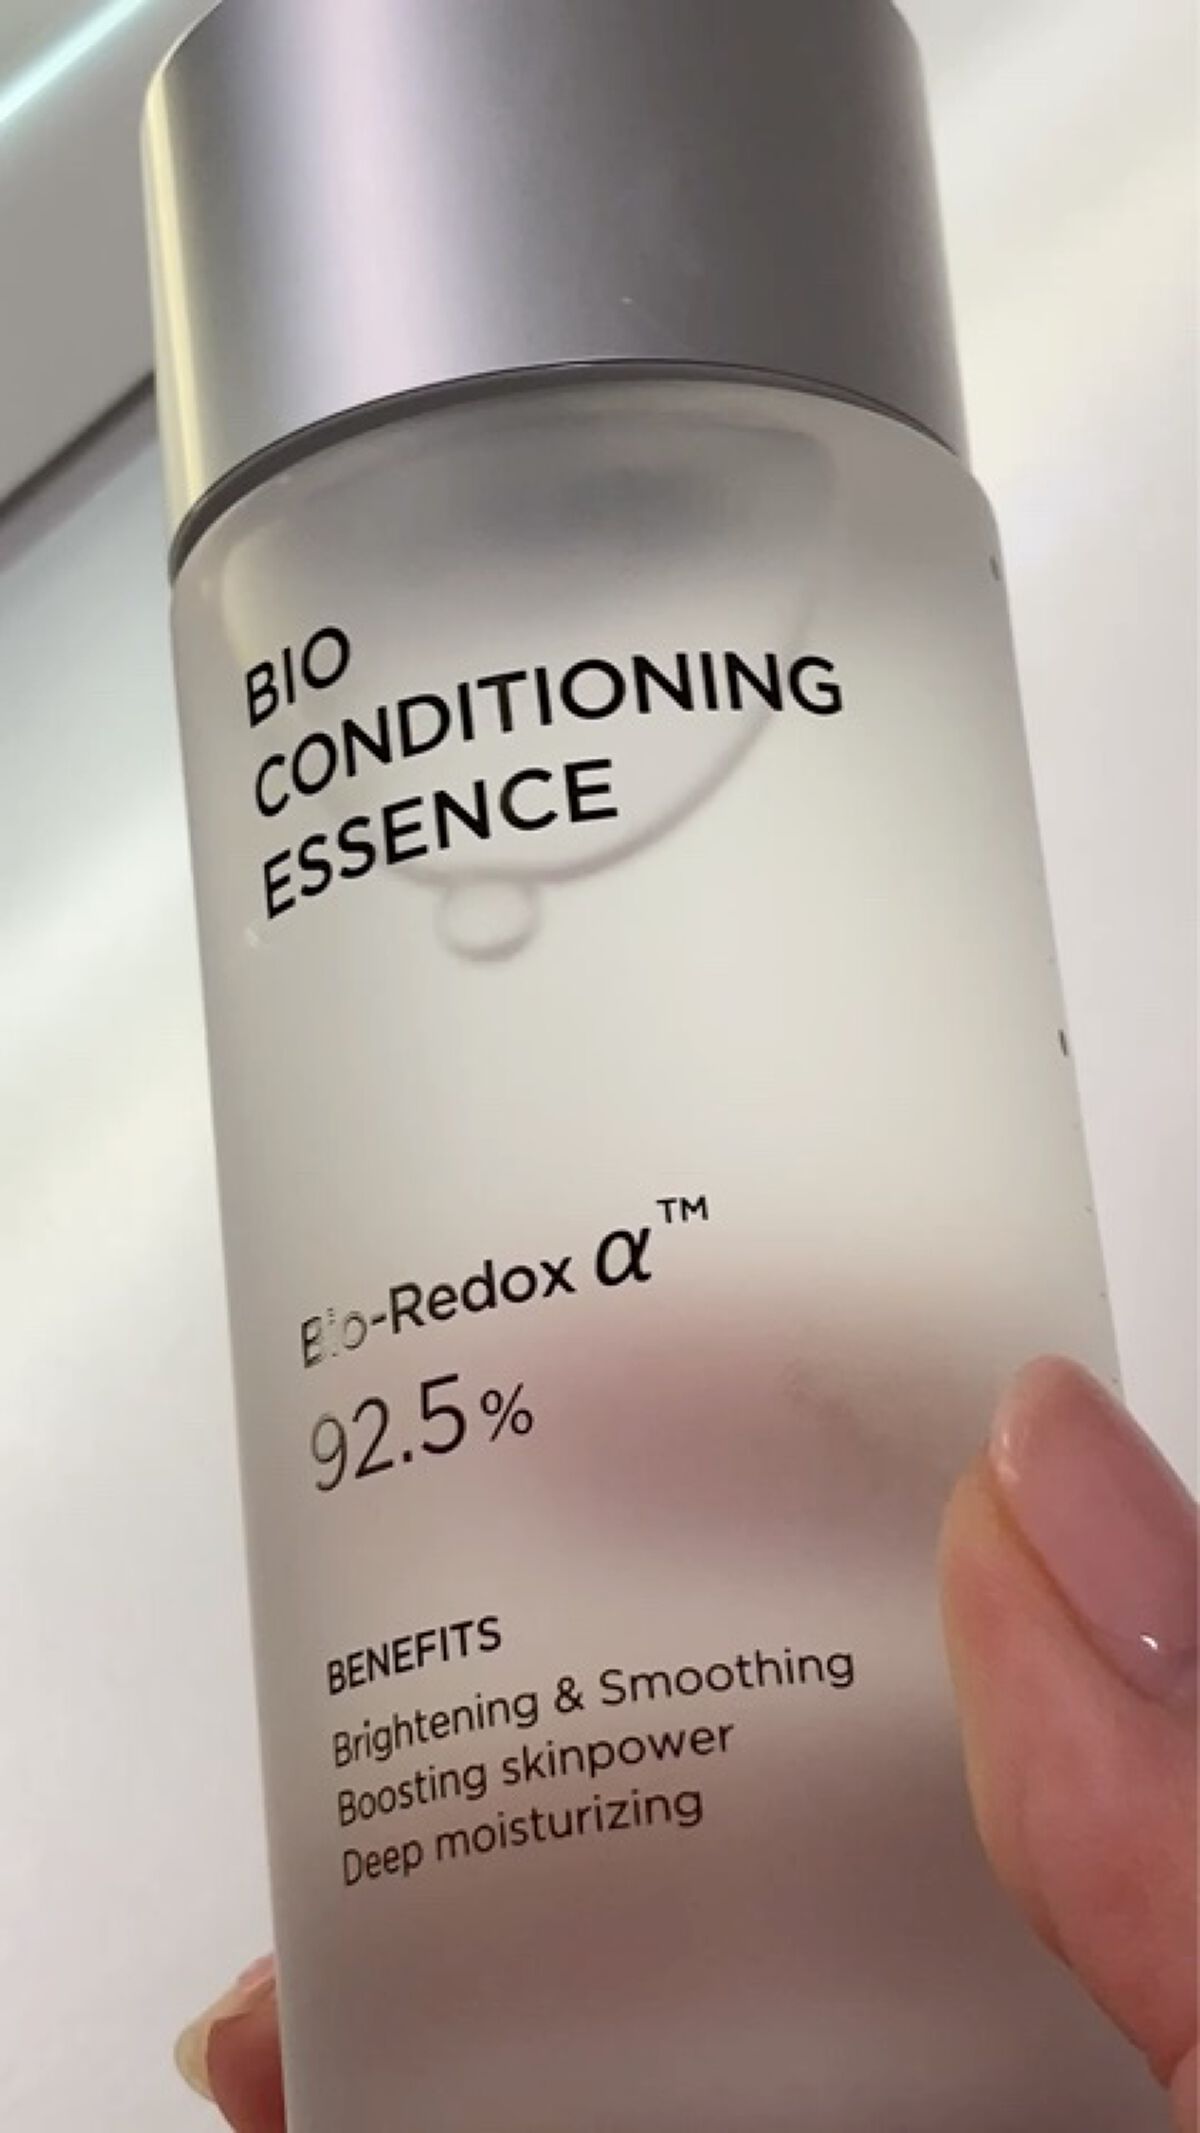 BIO
CONDITIONING
ESSENCE
Bio-Redox α™
92.5%
BENEFITS
Brightening & Smoothing
Boosting skinpower
Deep moisturizing